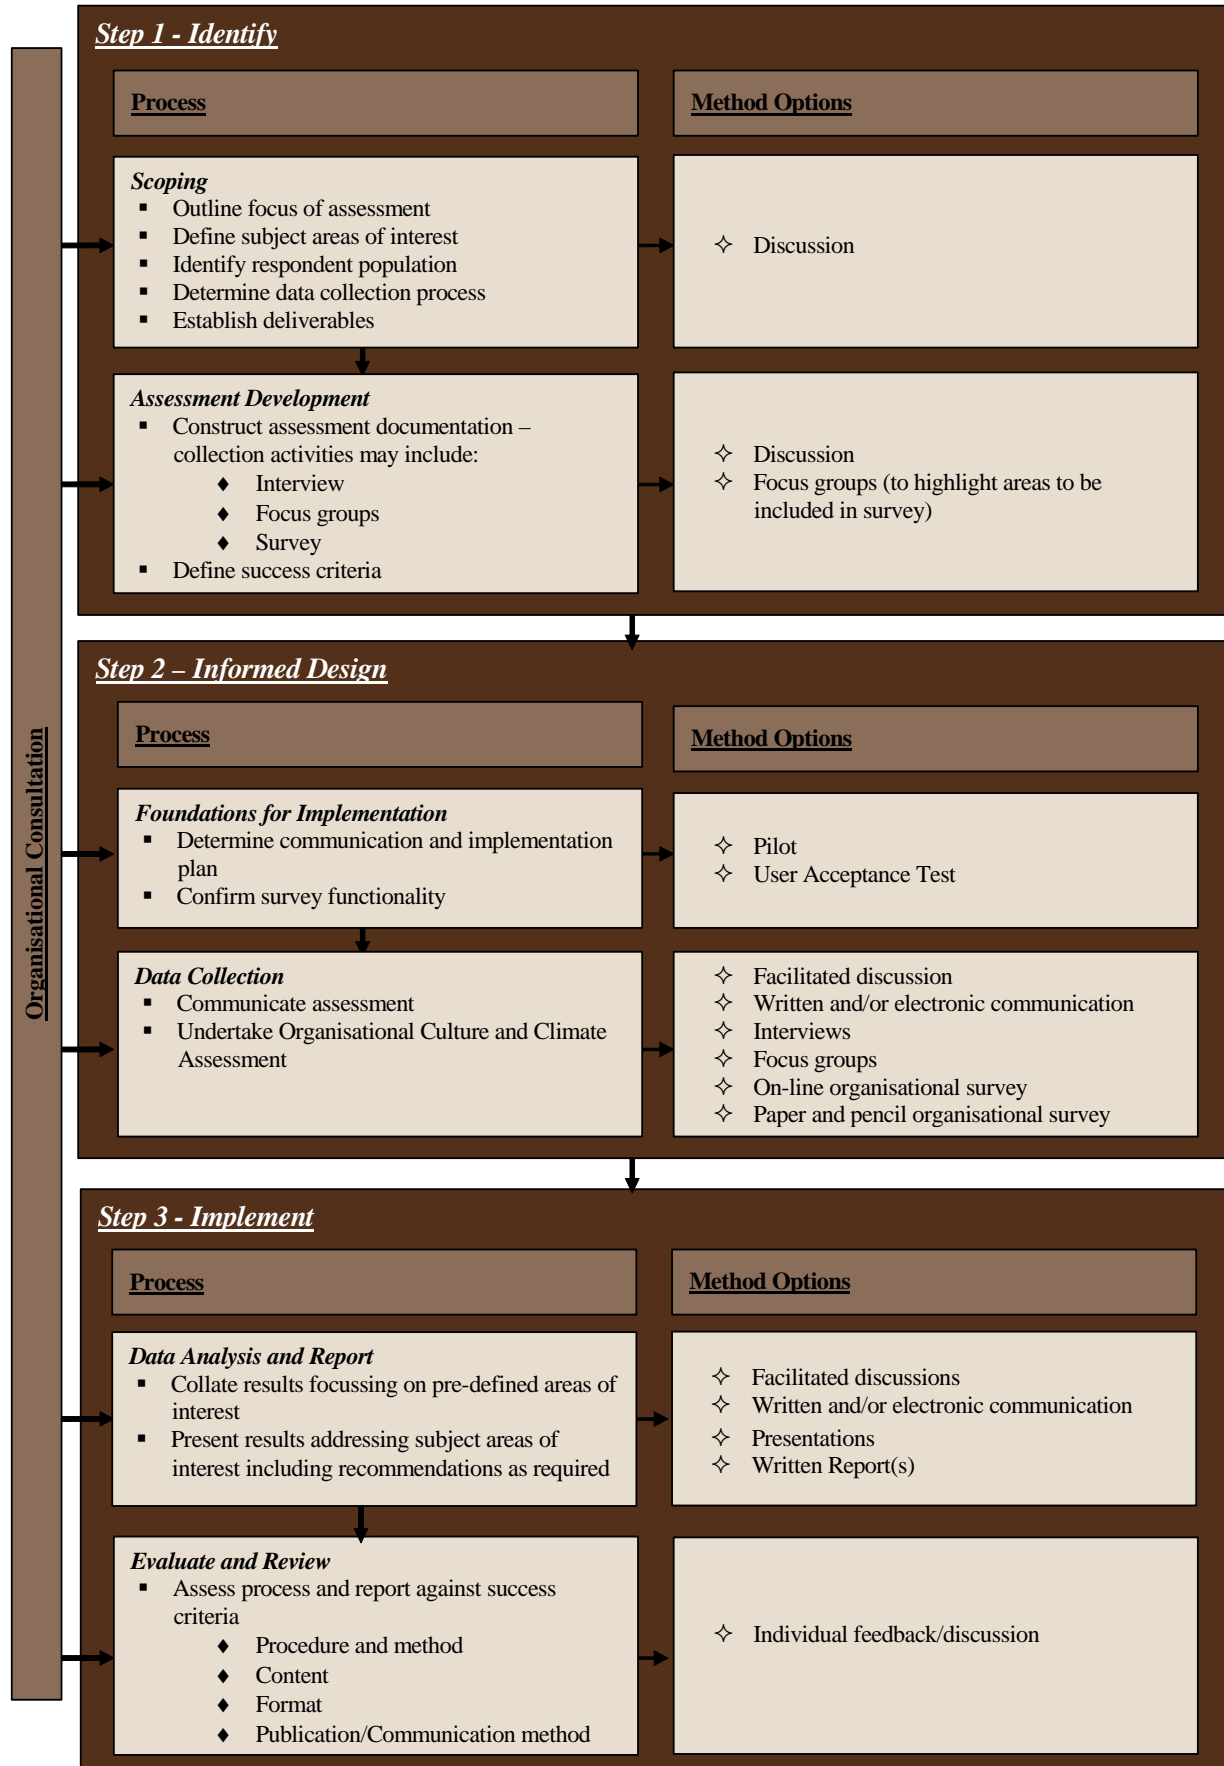 Organisational Consultation
Step 1 - Identify
Process
Method Options
Scoping
▪ Outline focus of assessment
▪ Define subject areas of interest
▪ Identify respondent population
▪ Determine data collection process
▪ Establish deliverables
✧ Discussion
Assessment Development
▪ Construct assessment documentation –
collection activities may include:
♦ Interview
♦ Focus groups
♦ Survey
▪ Define success criteria
✧ Discussion
✧ Focus groups (to highlight areas to be
included in survey)
Step 2 – Informed Design
Process
Method Options
Foundations for Implementation
▪ Determine communication and implementation
plan
▪ Confirm survey functionality
✧ Pilot
✧ User Acceptance Test
Data Collection
▪ Communicate assessment
▪ Undertake Organisational Culture and Climate
Assessment
✧ Facilitated discussion
✧ Written and/or electronic communication
✧ Interviews
✧ Focus groups
✧ On-line organisational survey
✧ Paper and pencil organisational survey
Step 3 - Implement
Process
Method Options
Data Analysis and Report
▪ Collate results focussing on pre-defined areas of
interest
▪ Present results addressing subject areas of
interest including recommendations as required
✧ Facilitated discussions
✧ Written and/or electronic communication
✧ Presentations
✧ Written Report(s)
Evaluate and Review
▪ Assess process and report against success
criteria
♦ Procedure and method
♦ Content
♦ Format
♦ Publication/Communication method
✧ Individual feedback/discussion